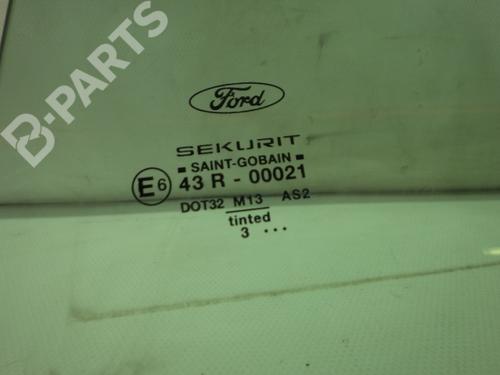 B-PARTS
Ford
SEKURIT
SAINT-GOBAIN
E6 43 R - 00021
DOT32 M13 AS2
tinted
3 ...